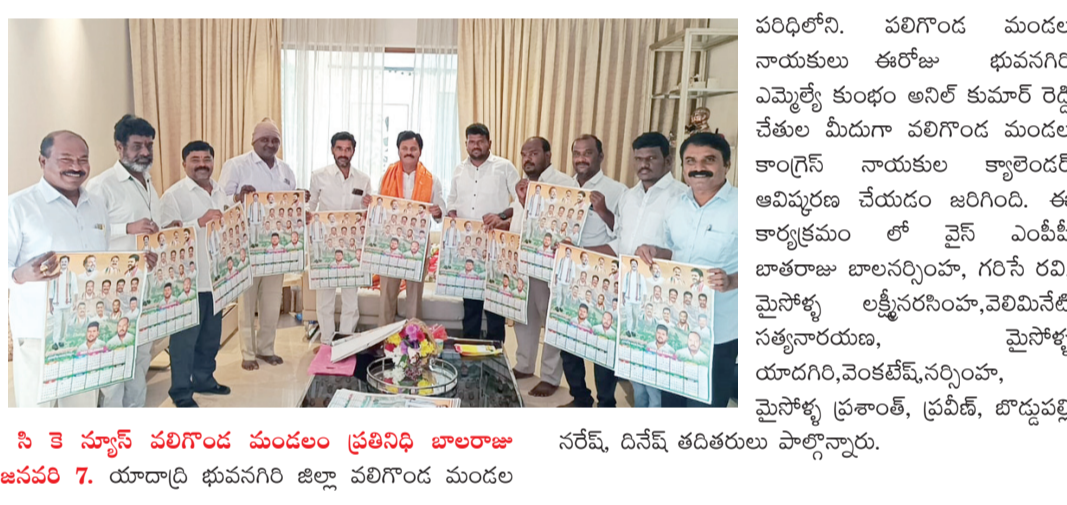 సి కె న్యూస్ వలిగొండ మండలం ప్రతినిధి బాలరాజు
జనవరి 7. యాదాద్రి భువనగిరి జిల్లా వలిగొండ మండల
పరిధిలోని. పలిగొండ మండల
నాయకులు ఈరోజు భువనగిరి
ఎమ్మెల్యే కుంభం అనిల్ కుమార్ రెడ్డి
చేతుల మీదుగా వలిగొండ మండల
కాంగ్రెస్ నాయకుల క్యాలెండర్
ఆవిష్కరణ చేయడం జరిగింది. ఈ
కార్యక్రమం లో వైస్ ఎంపీపీ
బాతరాజు బాలనర్సింహ, గరిసే రవి,
మైసోళ్ళ లక్ష్మీనరసింహ,వెలిమినేటి
సత్యనారయణ, మైసోళ్ళ
యాదగిరి,వెంకటేష్,నర్సింహ,
మైసోళ్ళ ప్రశాంత్, ప్రవీణ్, బొడ్డుపల్లి
నరేష్, దినేష్ తదితరులు పాల్గొన్నారు.